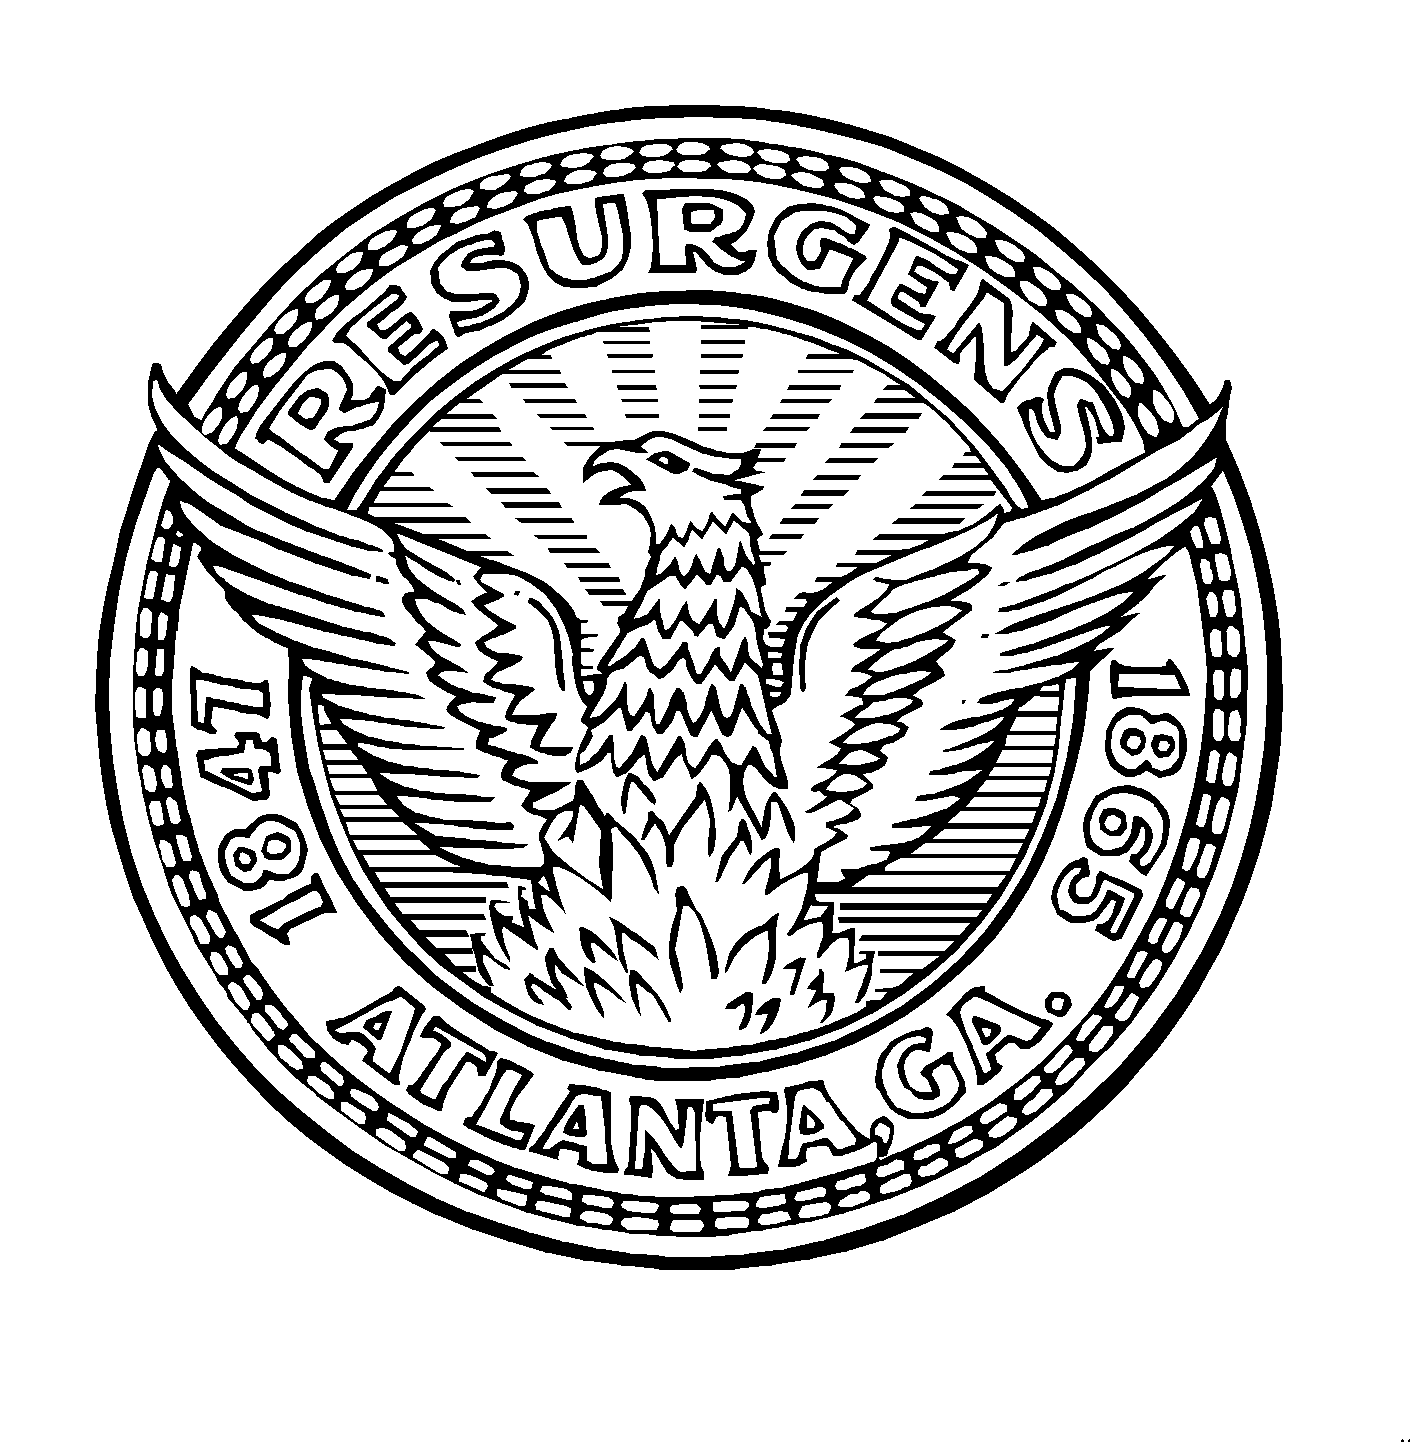 RESURGENS
1847
1865
ATLANTA, GA.